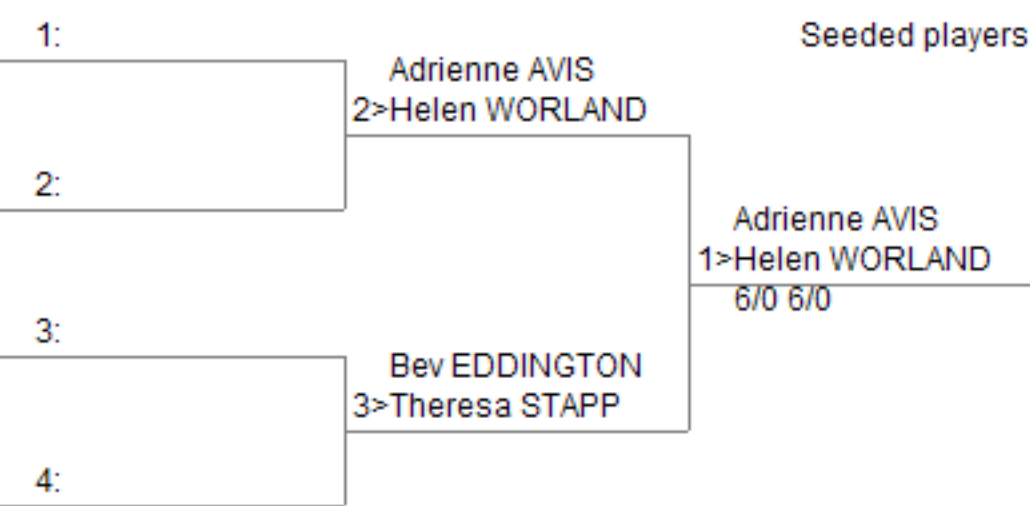 1:
Seeded players
Adrienne AVIS
2>Helen WORLAND
2:
Adrienne AVIS
1>Helen WORLAND
6/0 6/0
3:
Bev EDDINGTON
3>Theresa STAPP
4: